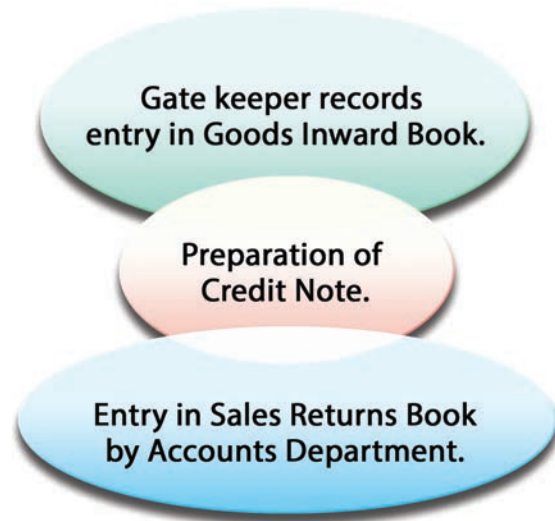 Gate keeper records
entry in Goods Inward Book.
Preparation of
Credit Note.
Entry in Sales Returns Book
by Accounts Department.